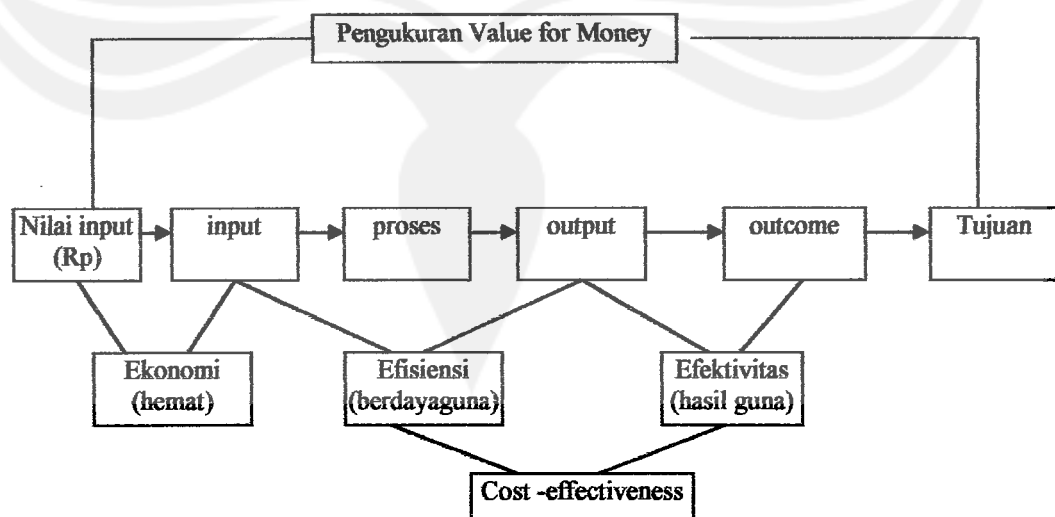 Pengukuran Value for Money
Nilai input
(Rp)
input
proses
output
outcome
Tujuan
Ekonomi
(hemat)
Efisiensi
(berdayaguna)
Efektivitas
(hasil guna)
Cost -effectiveness